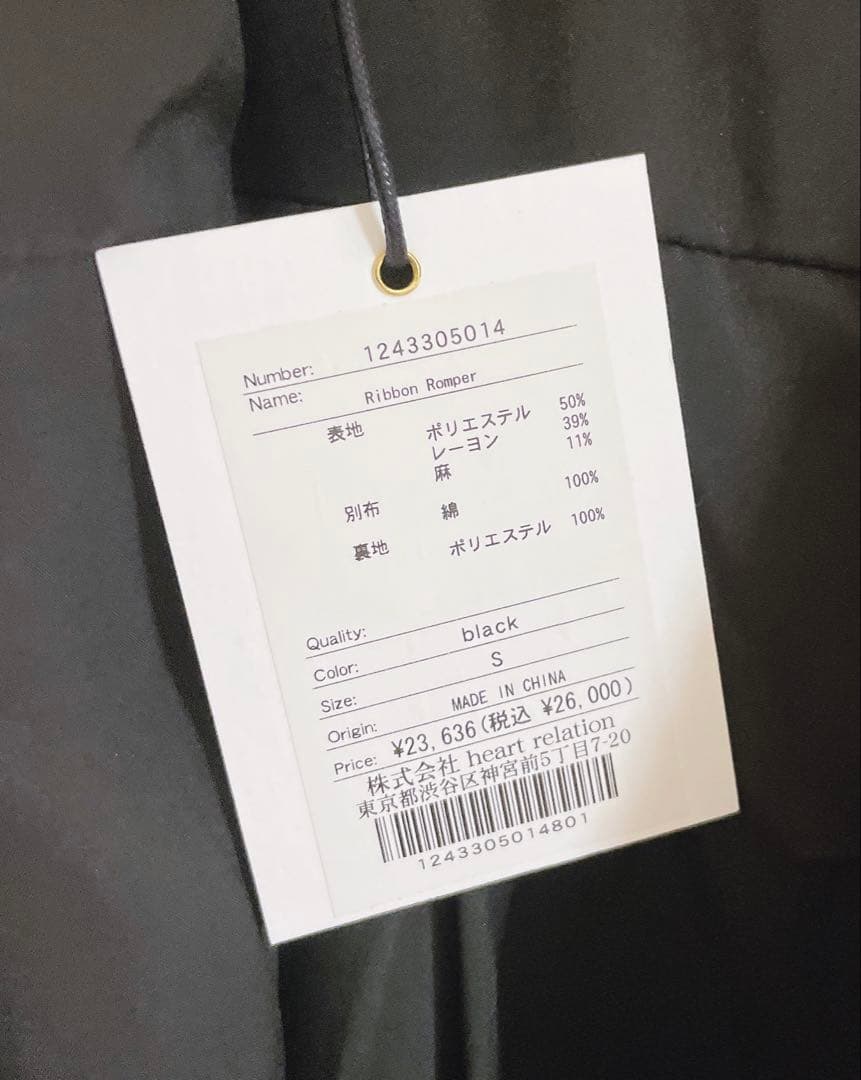 Number: 1243305014
Name: Ribbon Romper
表地 ポリエステル 50%
レーヨン 39%
麻 11%
別布 綿 100%
裏地 ポリエステル 100%
Quality:
Color: black
Size: S
Origin: MADE IN CHINA
Price: ¥23,636(税込 ¥26,000)
株式会社 heart relation
東京都渋谷区神宮前5丁目7-20
1243305014801